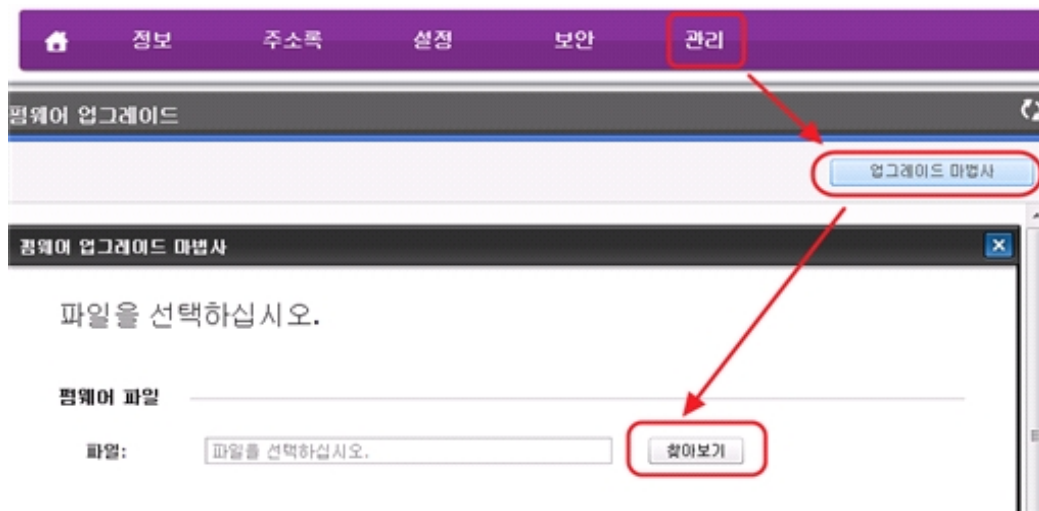 정보 주소록 설정 보안 관리
펌웨어 업그레이드
업그레이드 마법사
펌웨어 업그레이드 마법사
파일을 선택하십시오.
펌웨어 파일
파일: 파일을 선택하십시오. 찾아보기